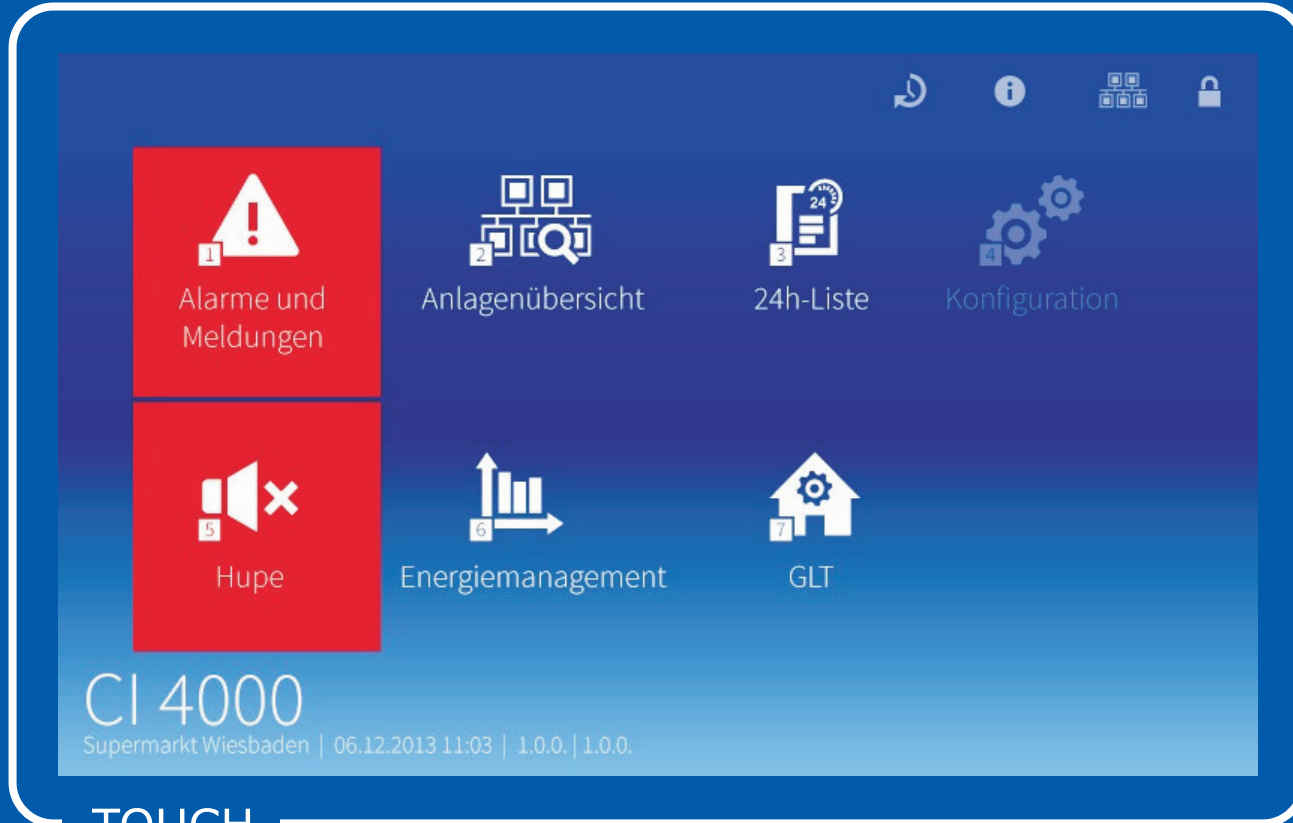 1
Alarme und
Meldungen
2
Anlagenübersicht
24
3
24h-Liste
4
Konfiguration
5
Hupe
6
Energiemanagement
7
GLT
CI 4000
Supermarkt Wiesbaden | 06.12.2013 11:03 | 1.0.0. | 1.0.0.
TOUCH